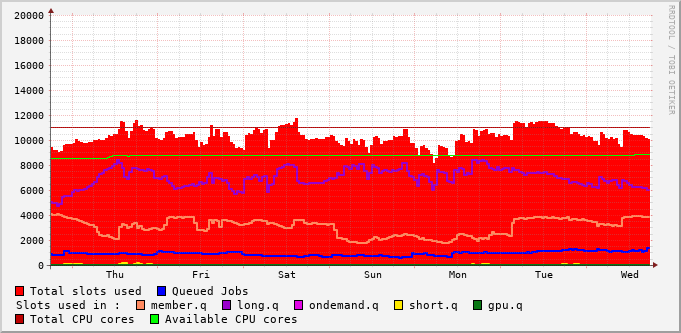 20000
18000
16000
14000
12000
10000
8000
6000
4000
2000
0
Thu Fri Sat Sun Mon Tue Wed
Total slots used Queued Jobs
Slots used in : member.q long.q ondemand.q short.q gpu.q
Total CPU cores Available CPU cores
RRDTOOL / TOBI OETIKER